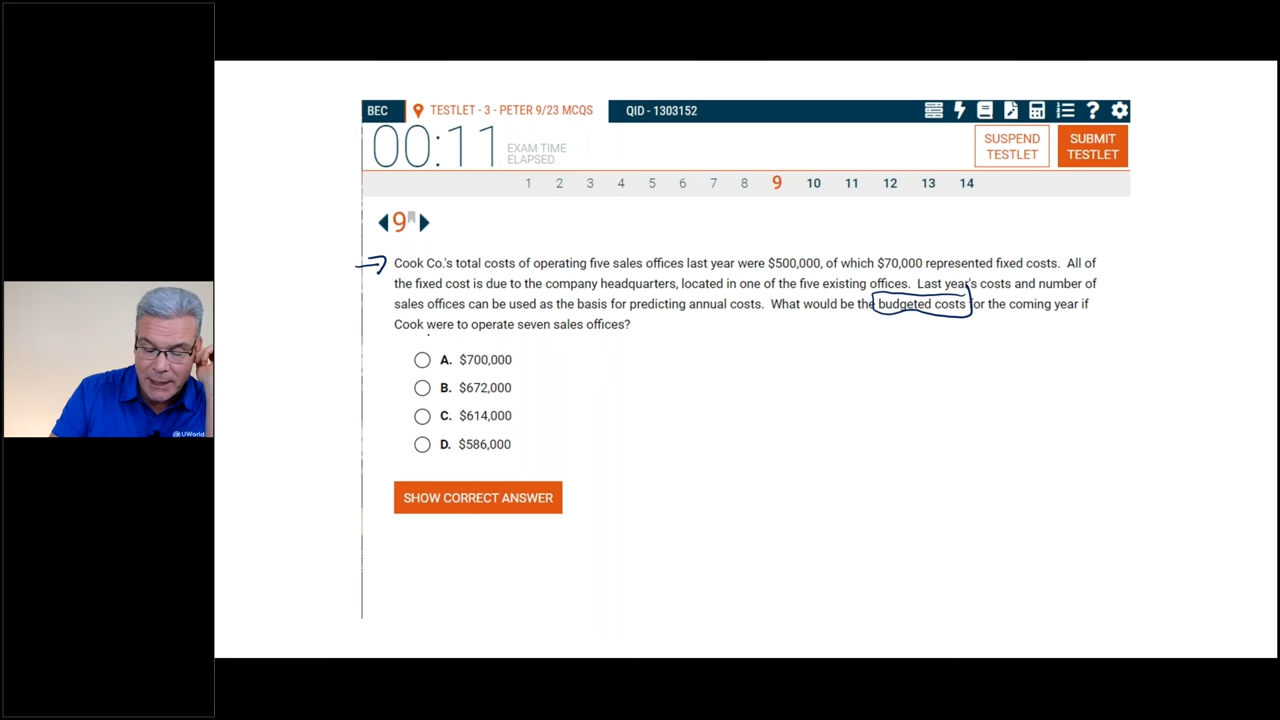 BEC
TESTLET - 3 - PETER 9/23 MCQS
QID - 1303152
00:11
EXAM TIME
ELAPSED
SUSPEND
TESTLET
SUBMIT
TESTLET
1 2 3 4 5 6 7 8 9 10 11 12 13 14
9
Cook Co.'s total costs of operating five sales offices last year were $500,000, of which $70,000 represented fixed costs. All of
the fixed cost is due to the company headquarters, located in one of the five existing offices. Last year's costs and number of
sales offices can be used as the basis for predicting annual costs. What would be the budgeted costs for the coming year if
Cook were to operate seven sales offices?
A. $700,000
B. $672,000
C. $614,000
D. $586,000
SHOW CORRECT ANSWER
UWorld